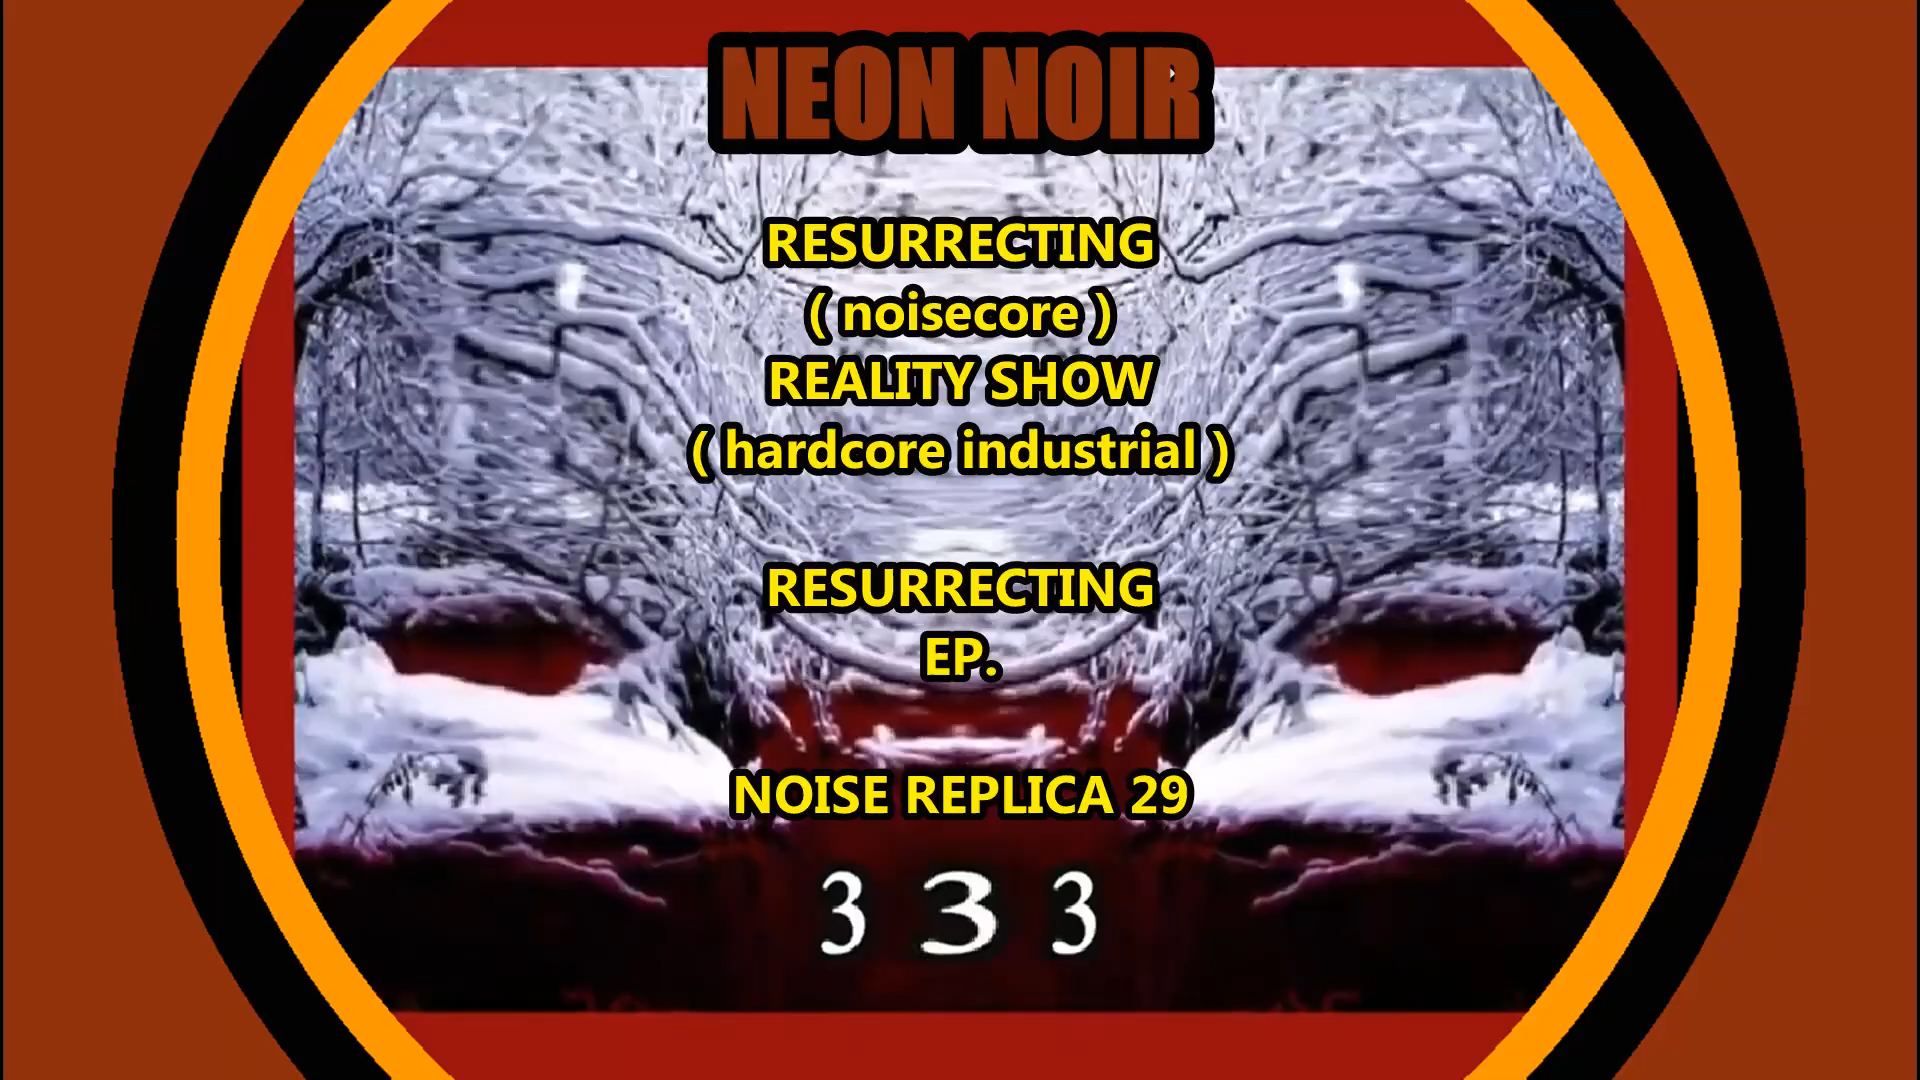 NEON NOIR
RESURRECTING
( noisecore )
REALITY SHOW
( hardcore industrial )
RESURRECTING
EP.
NOISE REPLICA 29
3 3 3